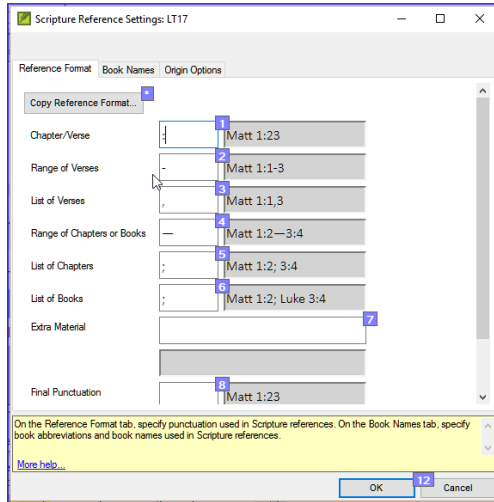 Scripture Reference Settings: LT17
Reference Format Book Names Origin Options
Copy Reference Format... *
Chapter/Verse : 1 Matt 1:23
Range of Verses - 2 Matt 1:1-3
List of Verses , 3 Matt 1:1,3
Range of Chapters or Books — 4 Matt 1:2—3:4
List of Chapters ; 5 Matt 1:2; 3:4
List of Books ; 6 Matt 1:2; Luke 3:4
Extra Material 7
Final Punctuation 8 Matt 1:23
On the Reference Format tab, specify punctuation used in Scripture references. On the Book Names tab, specify
book abbreviations and book names used in Scripture references.
More help...
OK 12 Cancel